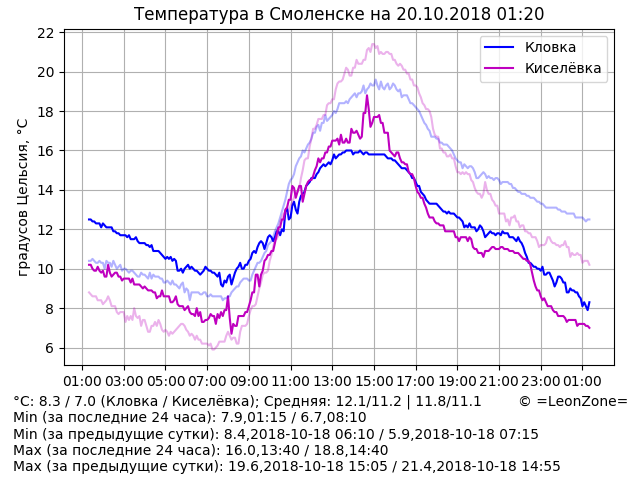 Температура в Смоленске на 20.10.2018 01:20
градусов Цельсия, °C
22
20
18
16
14
12
10
8
6
Кловка
Киселёвка
01:00 03:00 05:00 07:00 09:00 11:00 13:00 15:00 17:00 19:00 21:00 23:00 01:00
°C: 8.3 / 7.0 (Кловка / Киселёвка); Средняя: 12.1/11.2 | 11.8/11.1 © =LeonZone=
Min (за последние 24 часа): 7.9,01:15 / 6.7,08:10
Min (за предыдущие сутки): 8.4,2018-10-18 06:10 / 5.9,2018-10-18 07:15
Max (за последние 24 часа): 16.0,13:40 / 18.8,14:40
Max (за предыдущие сутки): 19.6,2018-10-18 15:05 / 21.4,2018-10-18 14:55